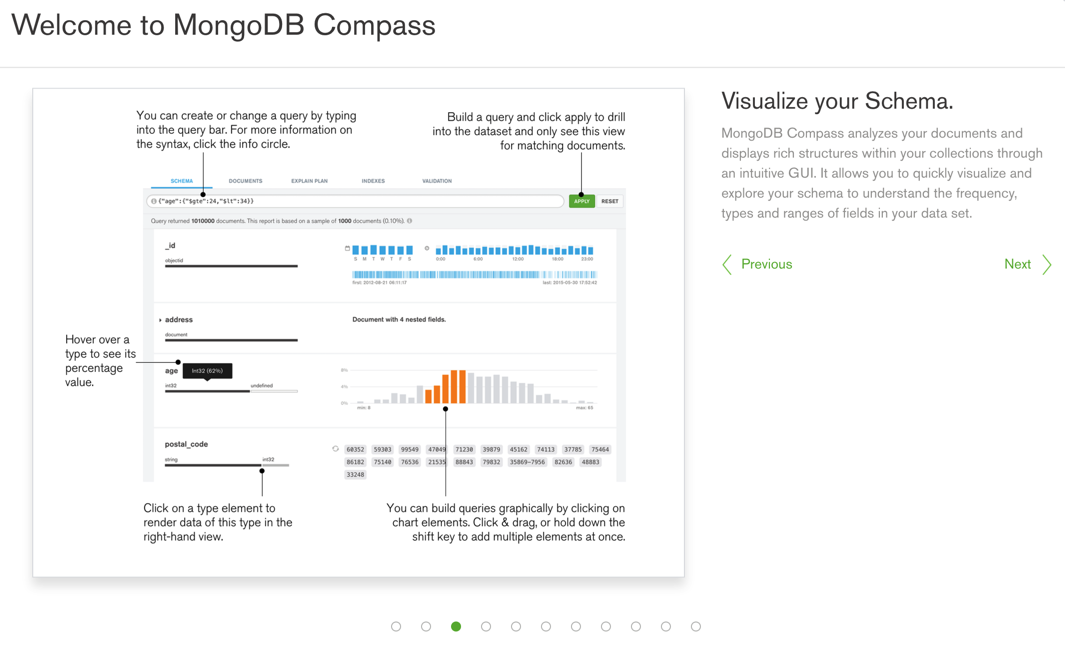 Welcome to MongoDB Compass
You can create or change a query by typing
into the query bar. For more information on
the syntax, click the info circle.
Build a query and click apply to drill
into the dataset and only see this view
for matching documents.
SCHEMA DOCUMENTS EXPLAIN PLAN INDEXES VALIDATION
{"age":{"$gte":24,"$lt":34}} APPLY RESET
Query returned 1010000 documents. This report is based on a sample of 1000 documents (0.10%).
_id
objectid
S M T W T F S 0:00 6:00 12:00 18:00 23:00
first: 2012-08-21 08:11:17 last: 2015-05-20 17:52:42
address
document
Document with 4 nested fields.
Hover over a
type to see its
percentage
value.
age
Int32 (62%)
int32 undefined
8%
4%
0%
min: 8 max: 65
postal_code
string int32
60352 59303 99549 47049 71230 39879 45162 74113 37785 75464
86182 75140 76536 21535 88843 79832 35869-7956 82636 48883
33248
Click on a type element to
render data of this type in the
right-hand view.
You can build queries graphically by clicking on
chart elements. Click & drag, or hold down the
shift key to add multiple elements at once.
Visualize your Schema.
MongoDB Compass analyzes your documents and
displays rich structures within your collections through
an intuitive GUI. It allows you to quickly visualize and
explore your schema to understand the frequency,
types and ranges of fields in your data set.
Previous Next